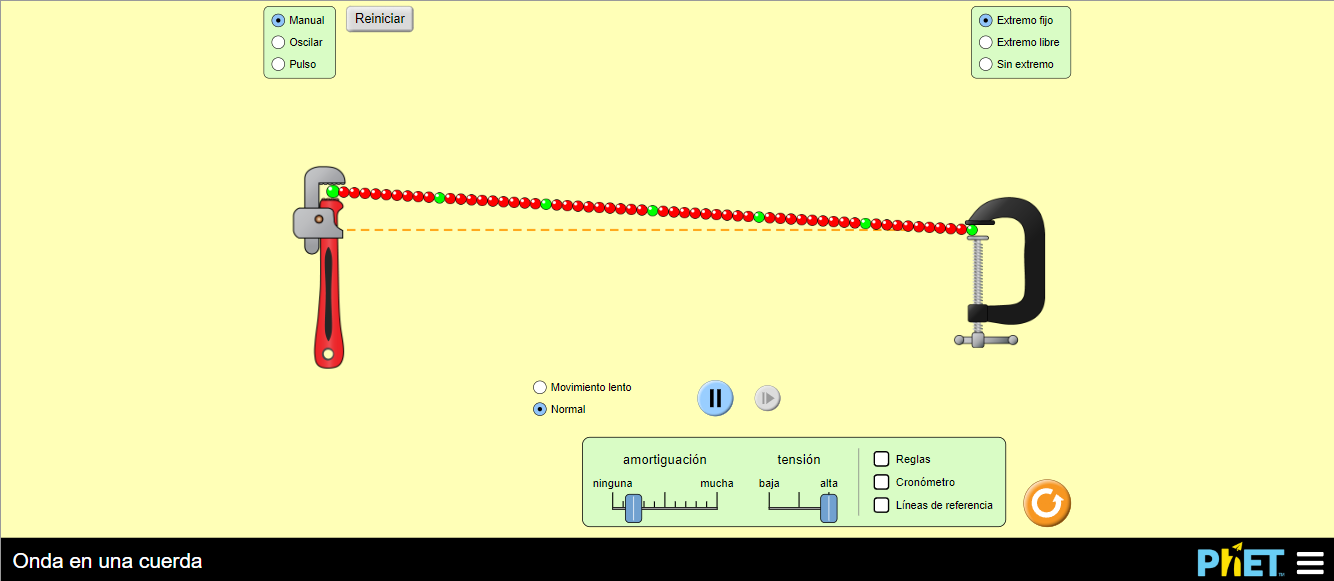 Manual
Oscilar
Pulso
Reiniciar
Extremo fijo
Extremo libre
Sin extremo
Movimiento lento
Normal
amortiguación
ninguna
mucha
tensión
baja
alta
Reglas
Cronómetro
Líneas de referencia
Onda en una cuerda
PhET